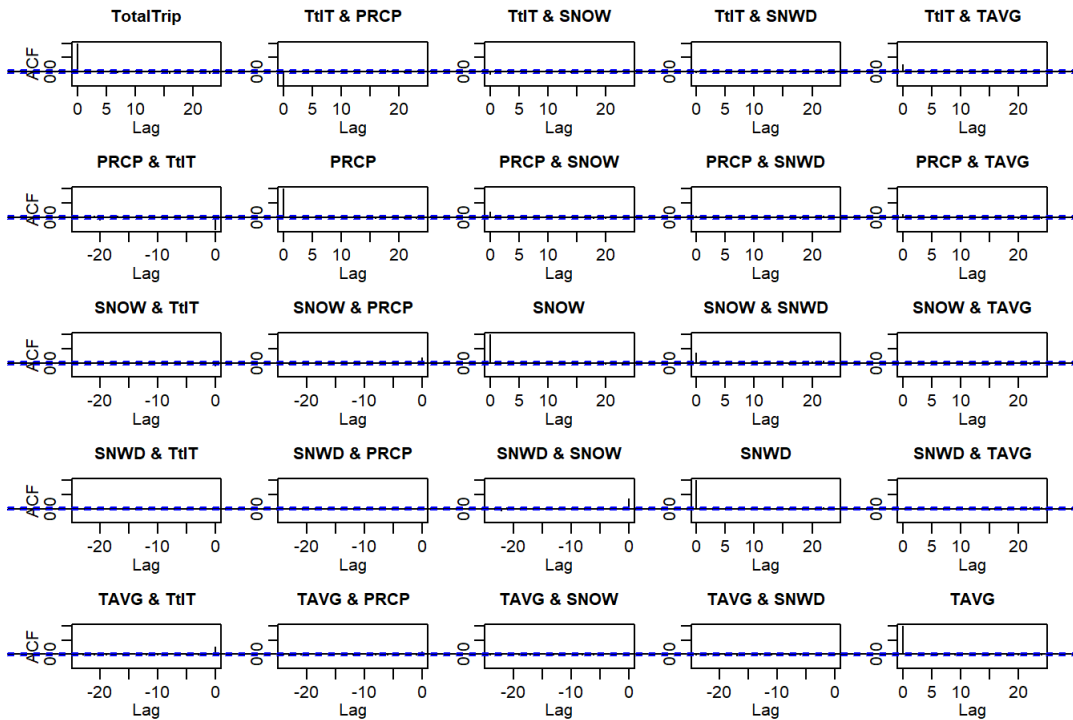 TotalTrip TtlT & PRCP TtlT & SNOW TtlT & SNWD TtlT & TAVG
ACF
0.0 0.0 0.0 0.0 0.0
0 5 10 20 0 5 10 20 0 5 10 20 0 5 10 20 0 5 10 20
Lag Lag Lag Lag Lag
PRCP & TtlT PRCP PRCP & SNOW PRCP & SNWD PRCP & TAVG
ACF
0.0 0.0 0.0 0.0 0.0
-20 -10 0 0 5 10 20 0 5 10 20 0 5 10 20 0 5 10 20
Lag Lag Lag Lag Lag
SNOW & TtlT SNOW & PRCP SNOW SNOW & SNWD SNOW & TAVG
ACF
0.0 0.0 0.0 0.0 0.0
-20 -10 0 -20 -10 0 0 5 10 20 0 5 10 20 0 5 10 20
Lag Lag Lag Lag Lag
SNWD & TtlT SNWD & PRCP SNWD & SNOW SNWD SNWD & TAVG
ACF
0.0 0.0 0.0 0.0 0.0
-20 -10 0 -20 -10 0 -20 -10 0 0 5 10 20 0 5 10 20
Lag Lag Lag Lag Lag
TAVG & TtlT TAVG & PRCP TAVG & SNOW TAVG & SNWD TAVG
ACF
0.0 0.0 0.0 0.0 0.0
-20 -10 0 -20 -10 0 -20 -10 0 -20 -10 0 0 5 10 20
Lag Lag Lag Lag Lag